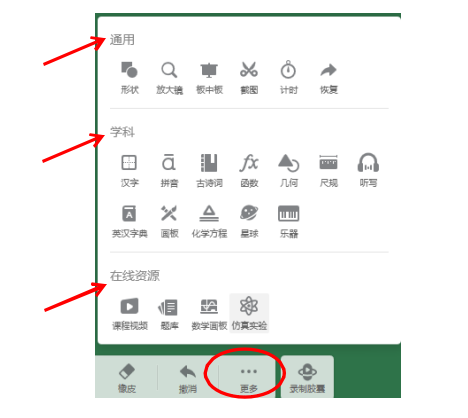 通用
形状 放大镜 板中板 截图 计时 恢复
学科
汉字 拼音 古诗词 函数 几何 尺规 听写
英汉字典 画板 化学方程 星球 乐器
在线资源
课程视频 题库 数学画板 仿真实验
橡皮 撤消 更多 录制胶囊